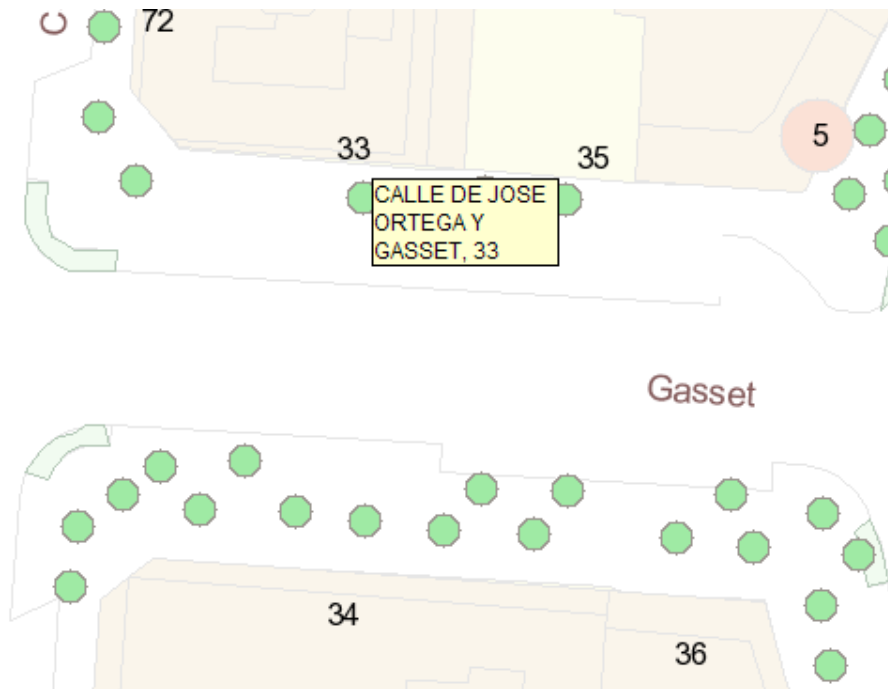 C
72
33
35
5
CALLE DE JOSE
ORTEGA Y
GASSET, 33
Gasset
34
36